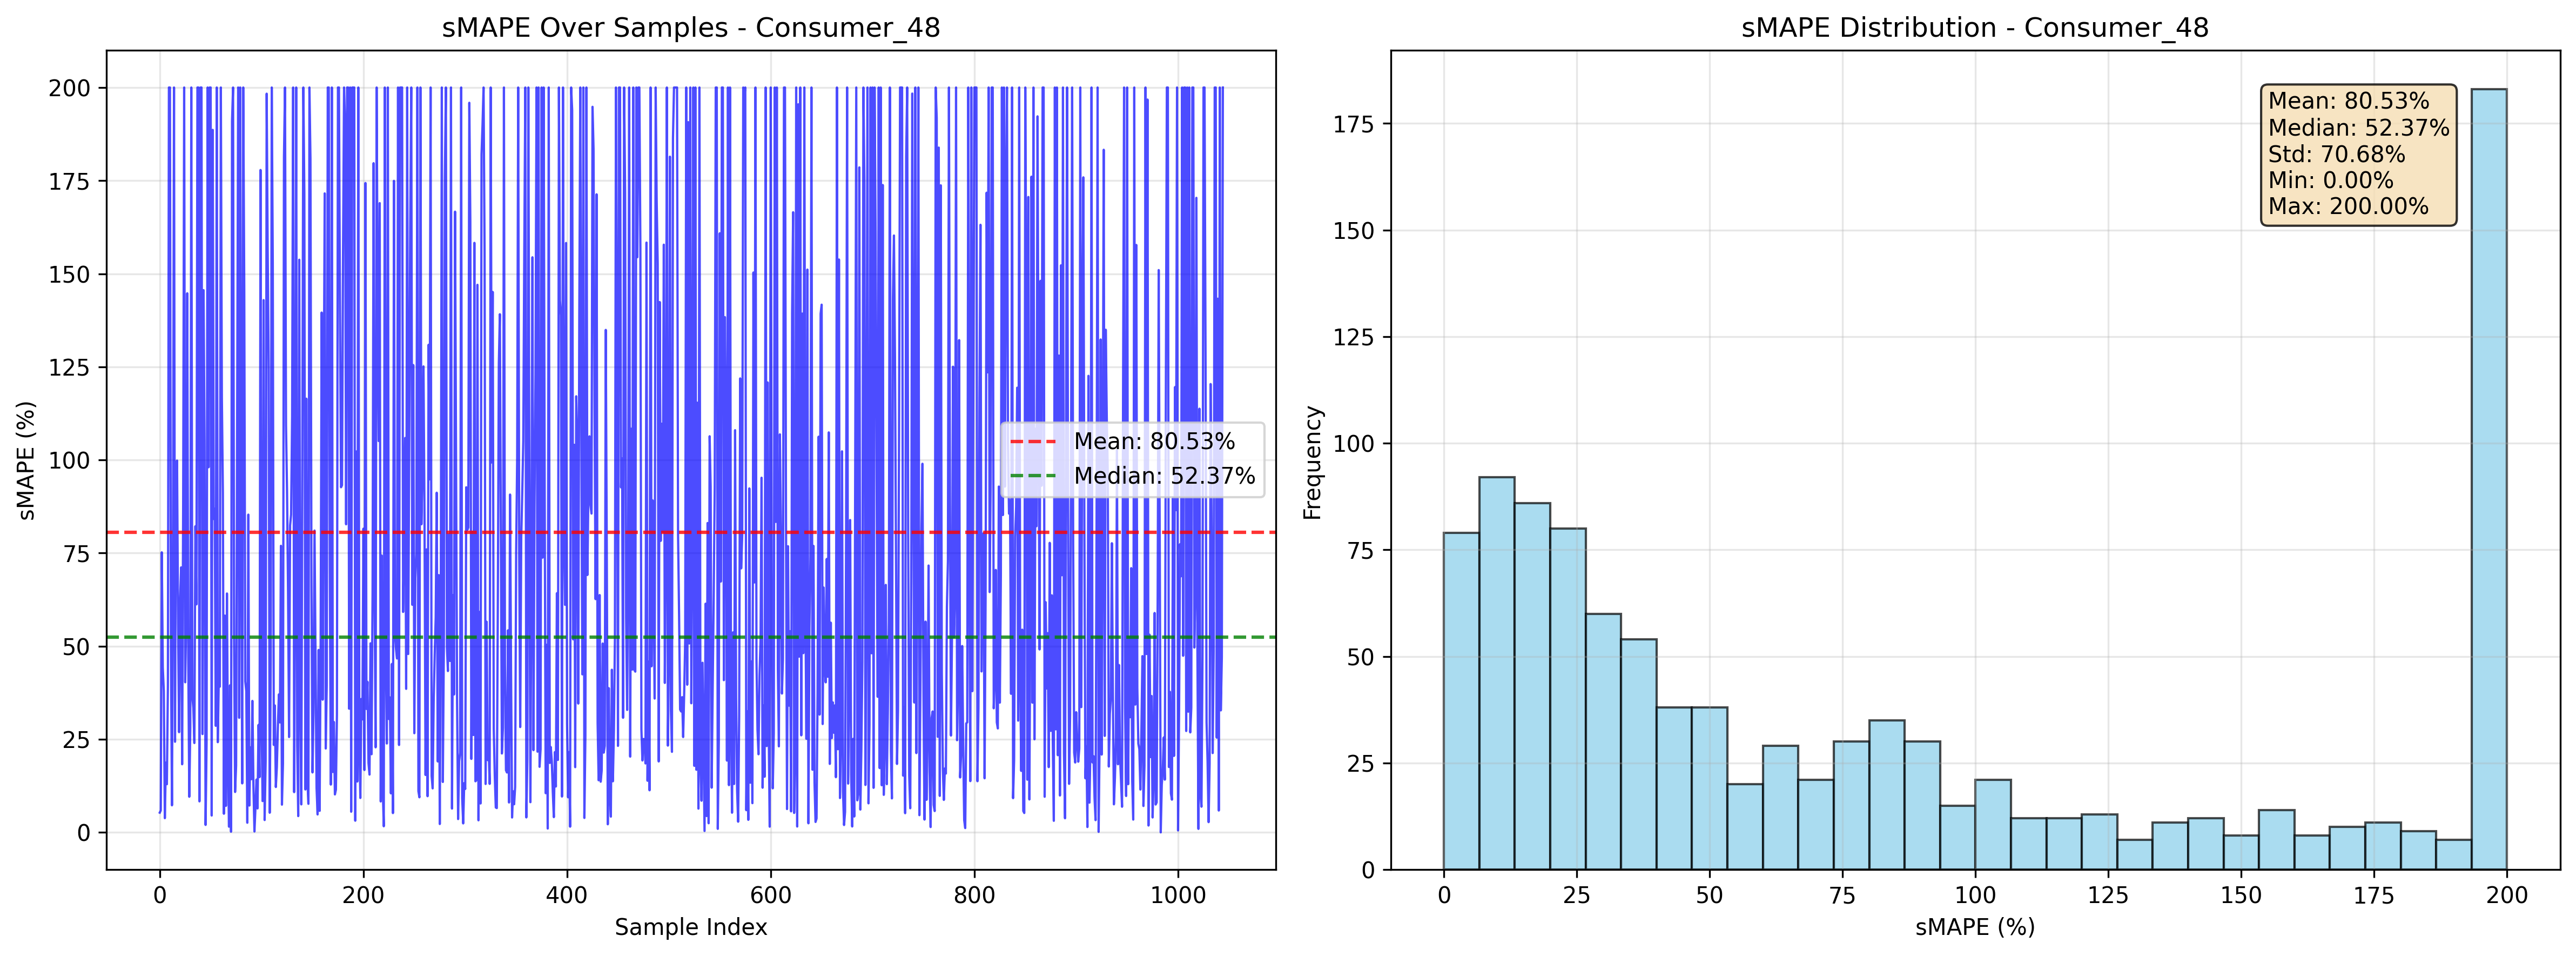 sMAPE Over Samples - Consumer_48
sMAPE (%)
200
175
150
125
100
75
50
25
0
Mean: 80.53%
Median: 52.37%
0
200
400
600
800
1000
Sample Index
sMAPE Distribution - Consumer_48
Frequency
175
150
125
100
75
50
25
0
Mean: 80.53%
Median: 52.37%
Std: 70.68%
Min: 0.00%
Max: 200.00%
0
25
50
75
100
125
150
175
200
sMAPE (%)